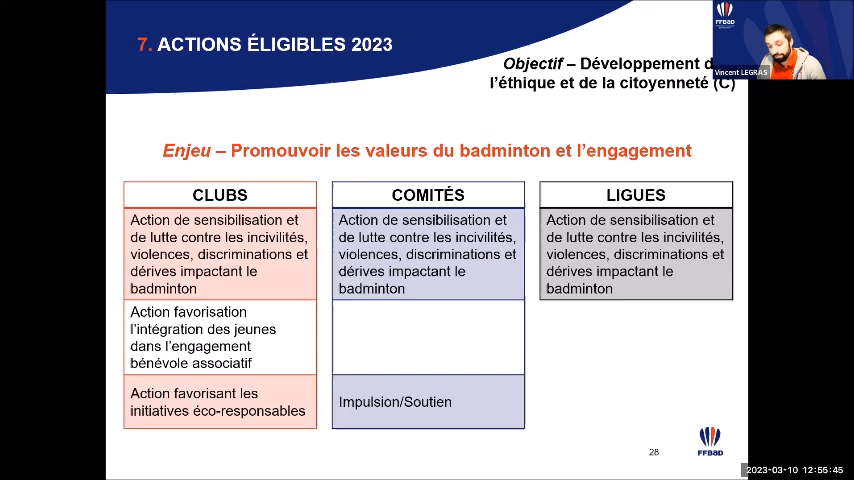 7. ACTIONS ÉLIGIBLES 2023
FFBaD
Vincent LEGRAS
Objectif – Développement d
l'éthique et de la citoyenneté (C)
Enjeu – Promouvoir les valeurs du badminton et l'engagement
CLUBS
Action de sensibilisation et
de lutte contre les incivilités,
violences, discriminations et
dérives impactant le
badminton
Action favorisation
l'intégration des jeunes
dans l'engagement
bénévole associatif
Action favorisant les
initiatives éco-responsables
COMITÉS
Action de sensibilisation et
de lutte contre les incivilités,
violences, discriminations et
dérives impactant le
badminton
Impulsion/Soutien
LIGUES
Action de sensibilisation et
de lutte contre les incivilités,
violences, discriminations et
dérives impactant le
badminton
28
FFBaD
2023-03-10 12:55:45